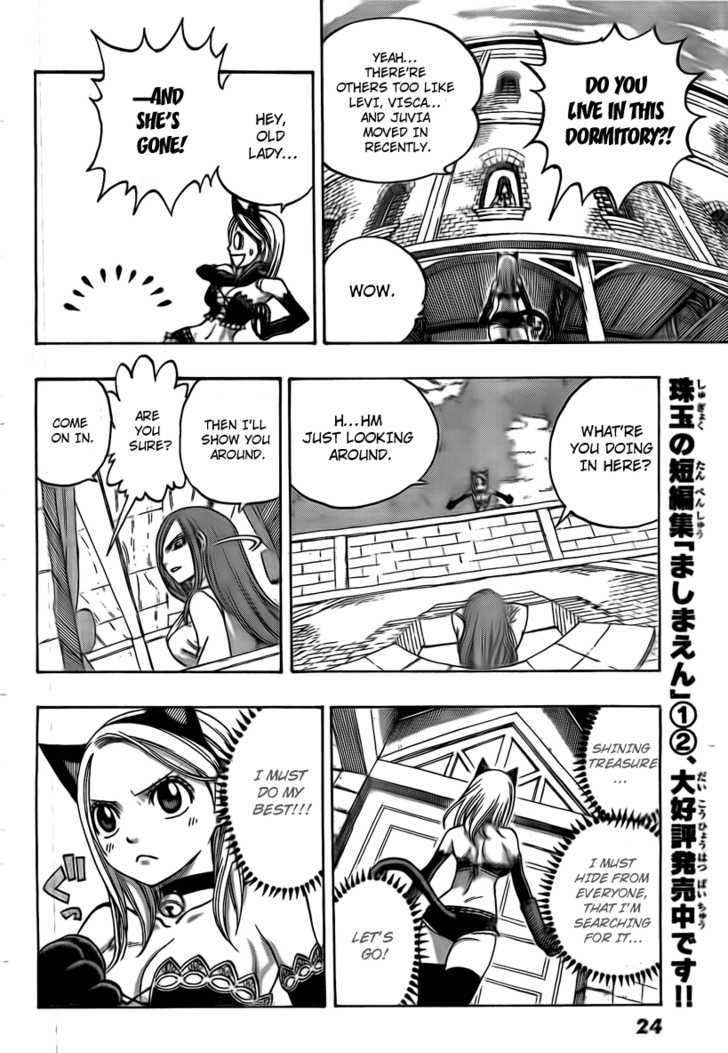 DO YOU
LIVE IN THIS
DORMITORY?!
YEAH...
THERE'RE
OTHERS TOO LIKE
LEVI, VISCA...
AND JUVIA
MOVED IN
RECENTLY.
WOW.
HEY,
OLD
LADY...
—AND
SHE'S
GONE!
WHAT'RE
YOU DOING
IN HERE?
H...HM
JUST LOOKING
AROUND.
THEN I'LL
SHOW YOU
AROUND.
ARE
YOU
SURE?
COME
ON IN.
SHINING
TREASURE
...
I MUST
HIDE FROM
EVERYONE,
THAT I'M
SEARCHING
FOR IT...
LET'S
GO!
I MUST
DO MY
BEST!!!
ぐっ
珠玉の短編集『ましまえん』①②、大好評発売中です!!
しゅぎょく
たんぺんしゅう
だいこうひょうはつばいちゅう
24